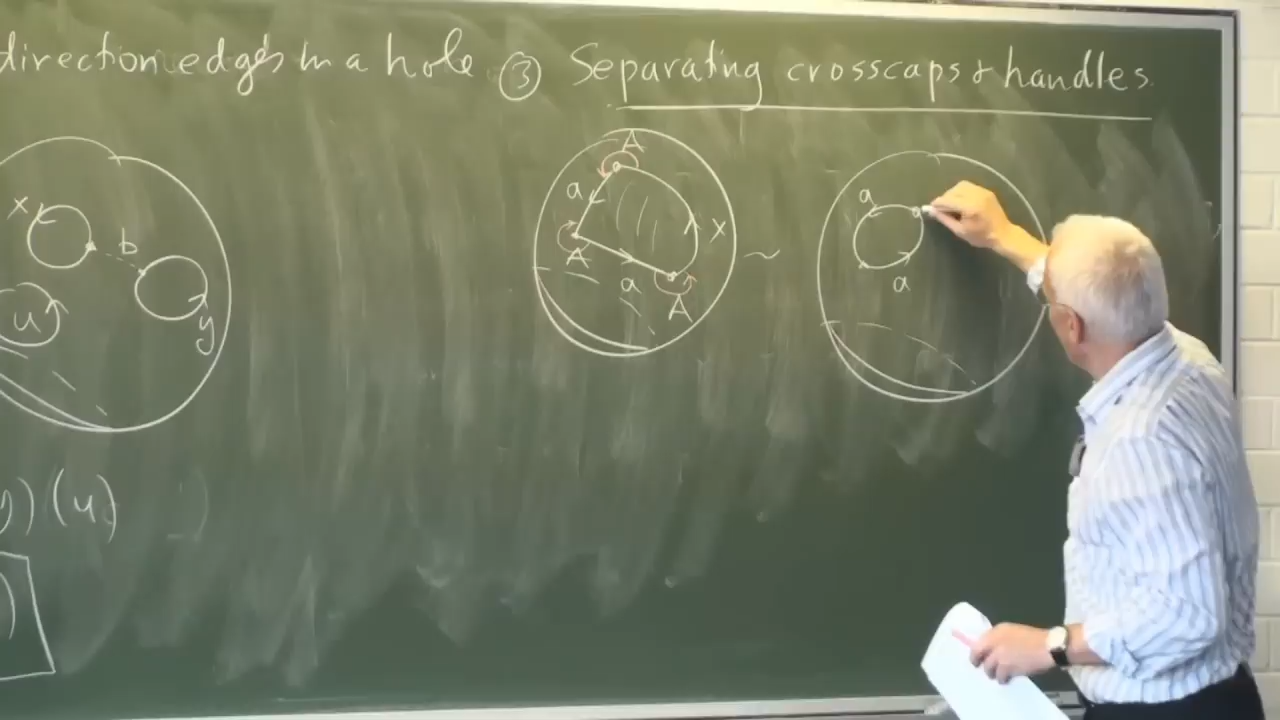 direction edges in a hole ③ Separating crosscaps + handles
x b y u
A a A a A x
~
a a
y) (u)
)